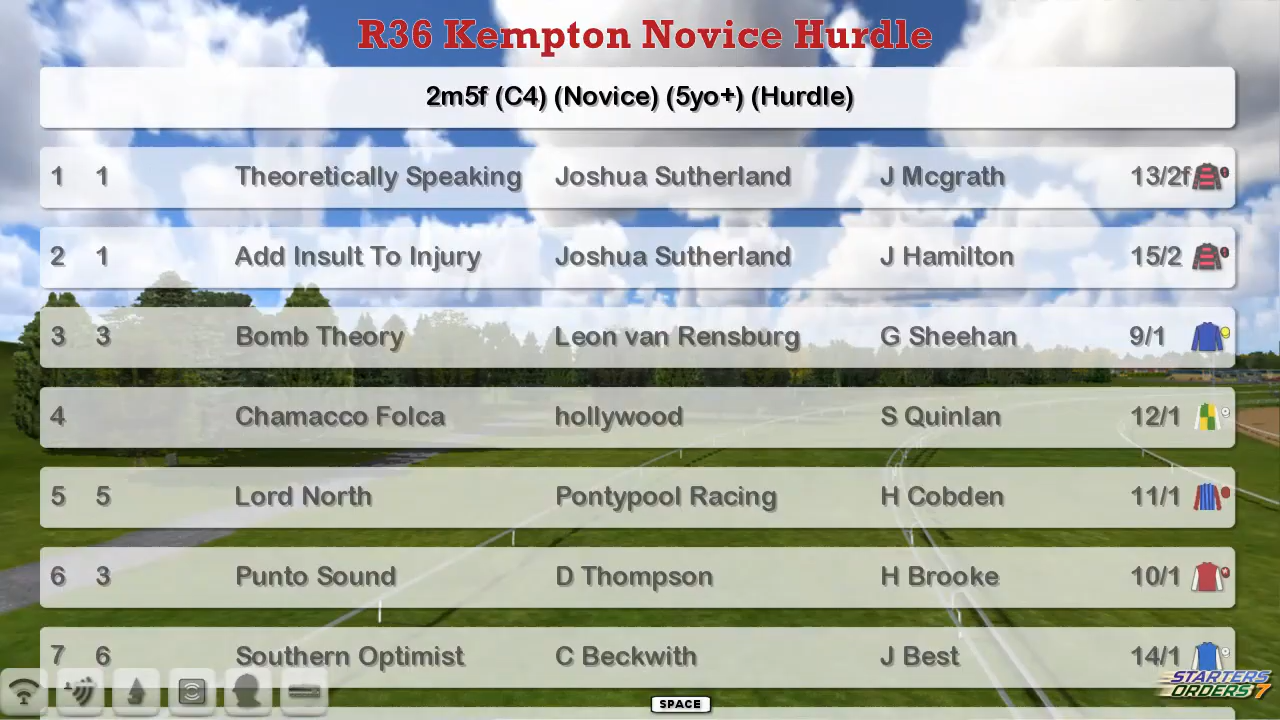 R36 Kempton Novice Hurdle
2m5f (C4) (Novice) (5yo+) (Hurdle)
1 1 Theoretically Speaking Joshua Sutherland J Mcgrath 13/2f
2 1 Add Insult To Injury Joshua Sutherland J Hamilton 15/2
3 3 Bomb Theory Leon van Rensburg G Sheehan 9/1
4 Chamacco Folca hollywood S Quinlan 12/1
5 5 Lord North Pontypool Racing H Cobden 11/1
6 3 Punto Sound D Thompson H Brooke 10/1
7 6 Southern Optimist C Beckwith J Best 14/1
STARTERS
ORDERS 7
SPACE